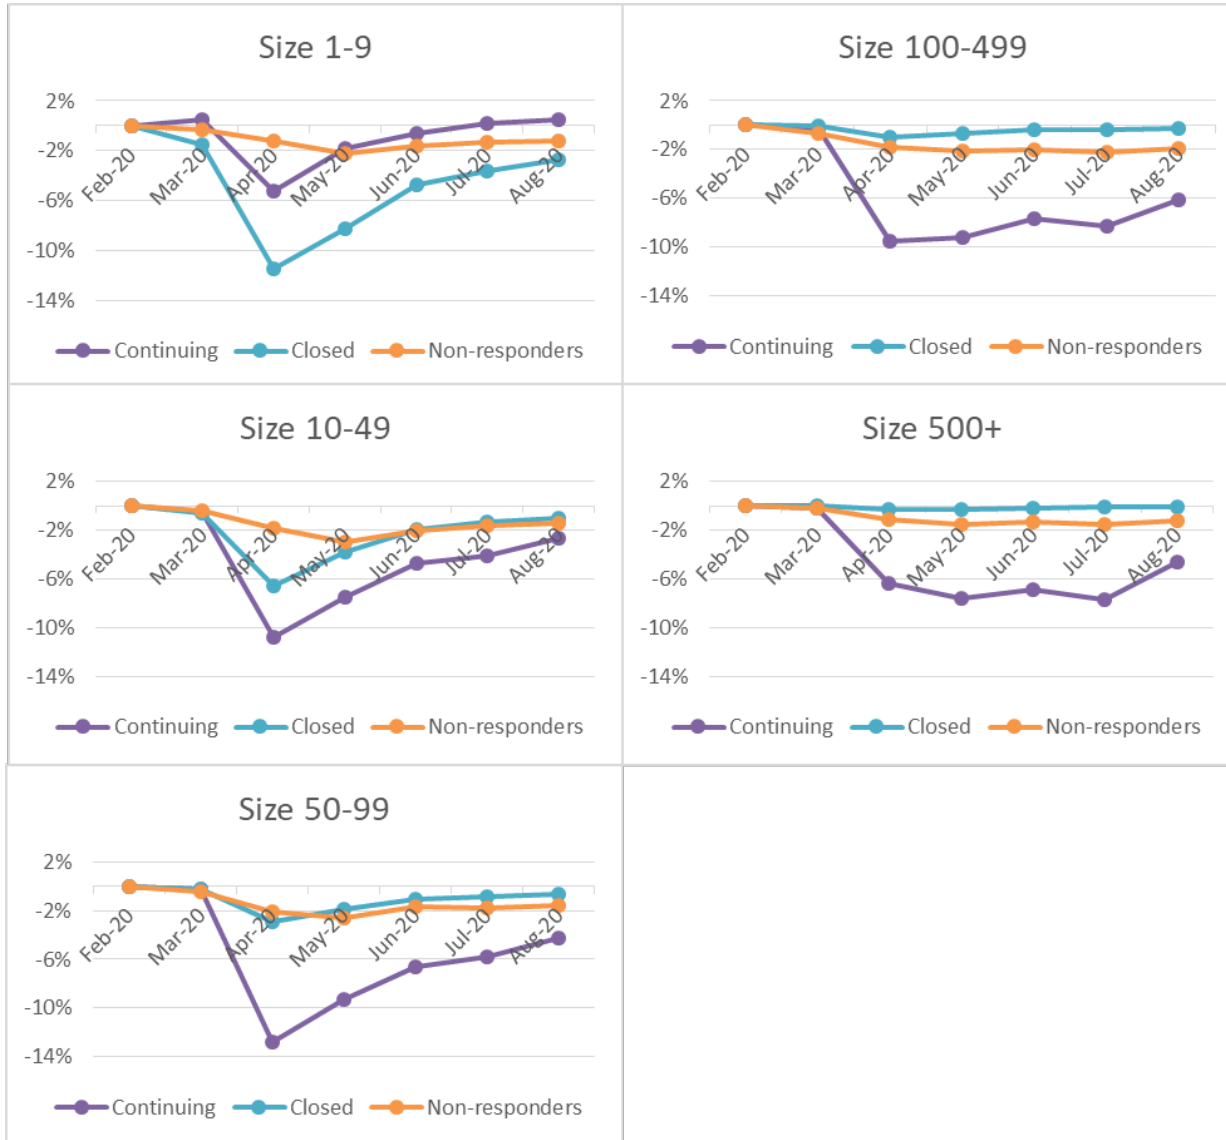 Size 1-9
2%
-2%
-6%
-10%
-14%
Feb-20
Mar-20
Apr-20
May-20
Jun-20
Jul-20
Aug-20
Continuing Closed Non-responders
Size 100-499
2%
-2%
-6%
-10%
-14%
Feb-20
Mar-20
Apr-20
May-20
Jun-20
Jul-20
Aug-20
Continuing Closed Non-responders
Size 10-49
2%
-2%
-6%
-10%
-14%
Feb-20
Mar-20
Apr-20
May-20
Jun-20
Jul-20
Aug-20
Continuing Closed Non-responders
Size 500+
2%
-2%
-6%
-10%
-14%
Feb-20
Mar-20
Apr-20
May-20
Jun-20
Jul-20
Aug-20
Continuing Closed Non-responders
Size 50-99
2%
-2%
-6%
-10%
-14%
Feb-20
Mar-20
Apr-20
May-20
Jun-20
Jul-20
Aug-20
Continuing Closed Non-responders